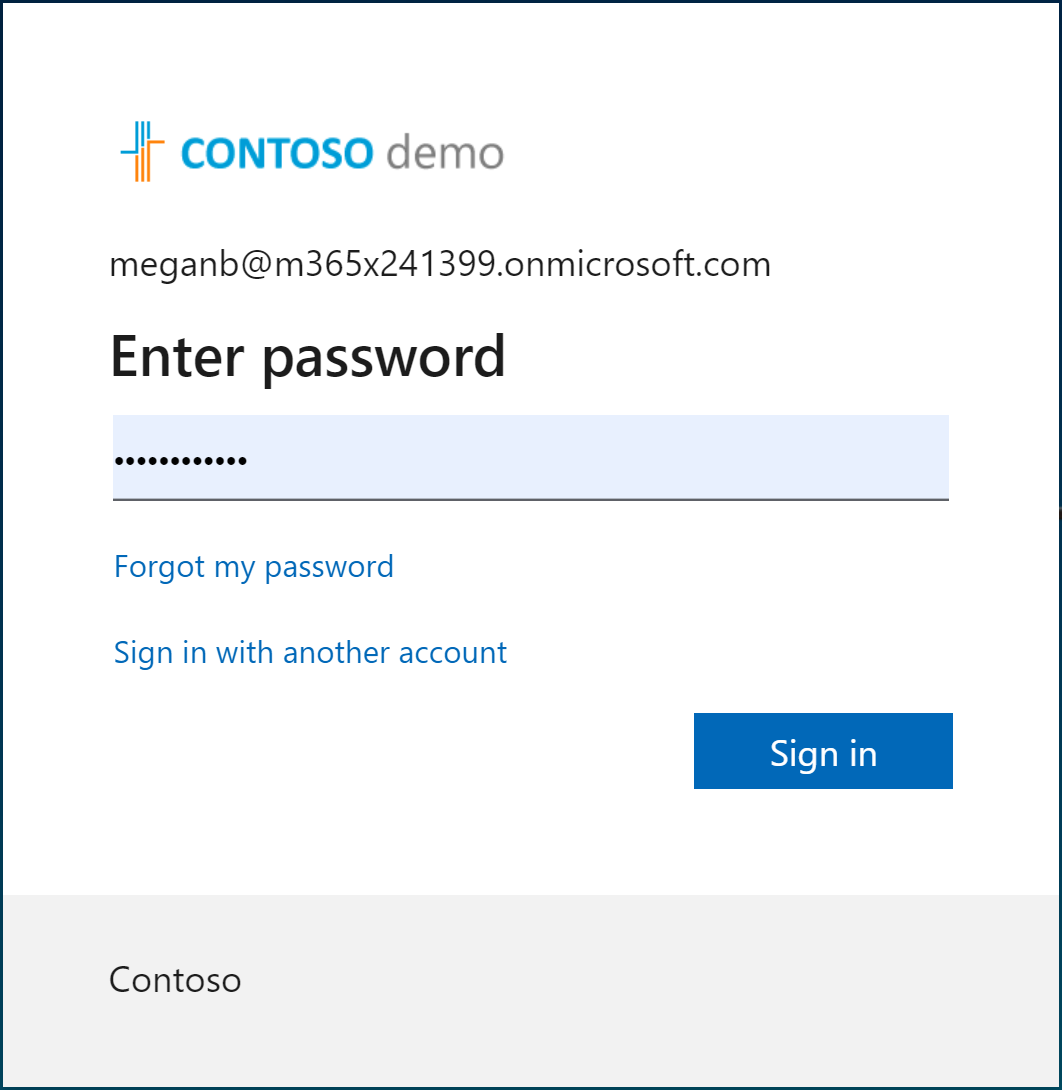 CONTOSO demo
meganb@m365x241399.onmicrosoft.com
Enter password
••••••••••••
Forgot my password
Sign in with another account
Sign in
Contoso